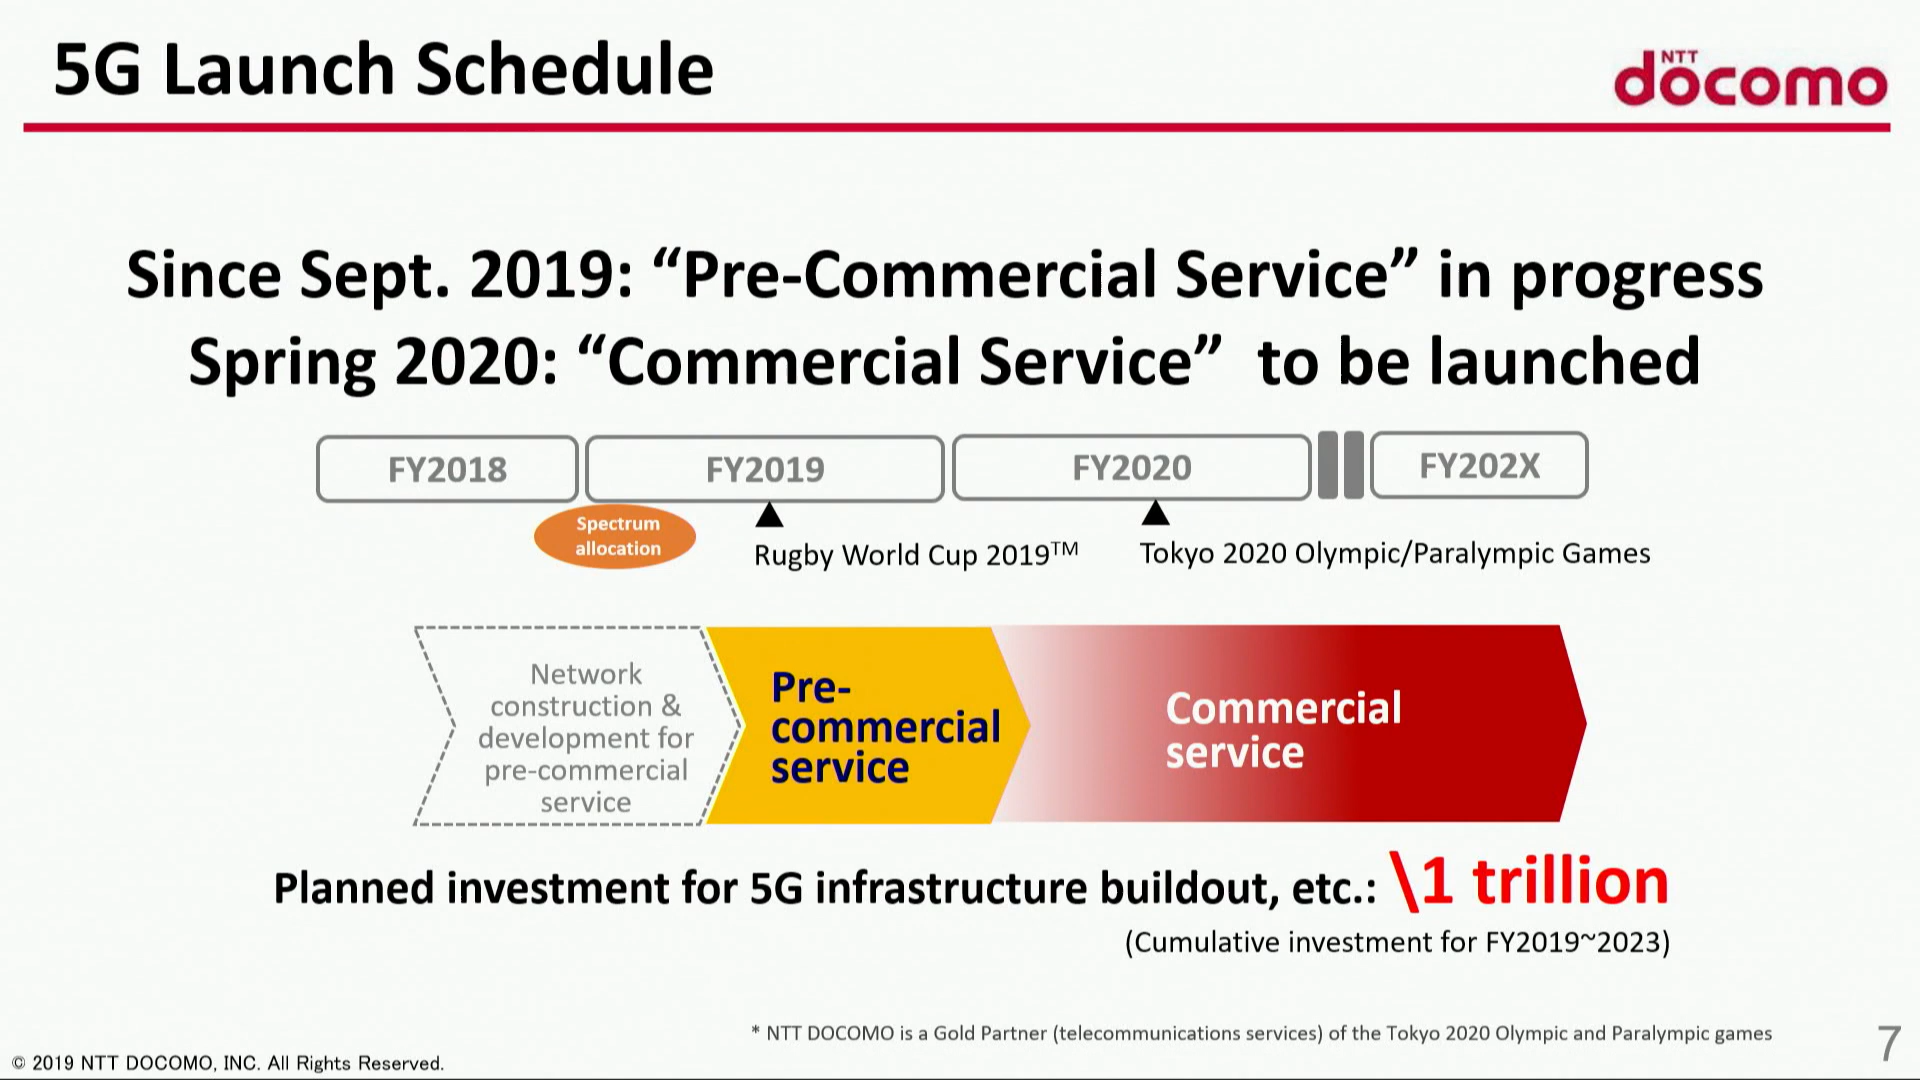 5G Launch Schedule
NTT
docomo
Since Sept. 2019: “Pre-Commercial Service” in progress
Spring 2020: “Commercial Service” to be launched
FY2018
FY2019
FY2020
FY202X
Spectrum
allocation
Rugby World Cup 2019TM
Tokyo 2020 Olympic/Paralympic Games
Network
construction &
development for
pre-commercial
service
Pre-
commercial
service
Commercial
service
Planned investment for 5G infrastructure buildout, etc.: \1 trillion
(Cumulative investment for FY2019~2023)
* NTT DOCOMO is a Gold Partner (telecommunications services) of the Tokyo 2020 Olympic and Paralympic games
© 2019 NTT DOCOMO, INC. All Rights Reserved.
7